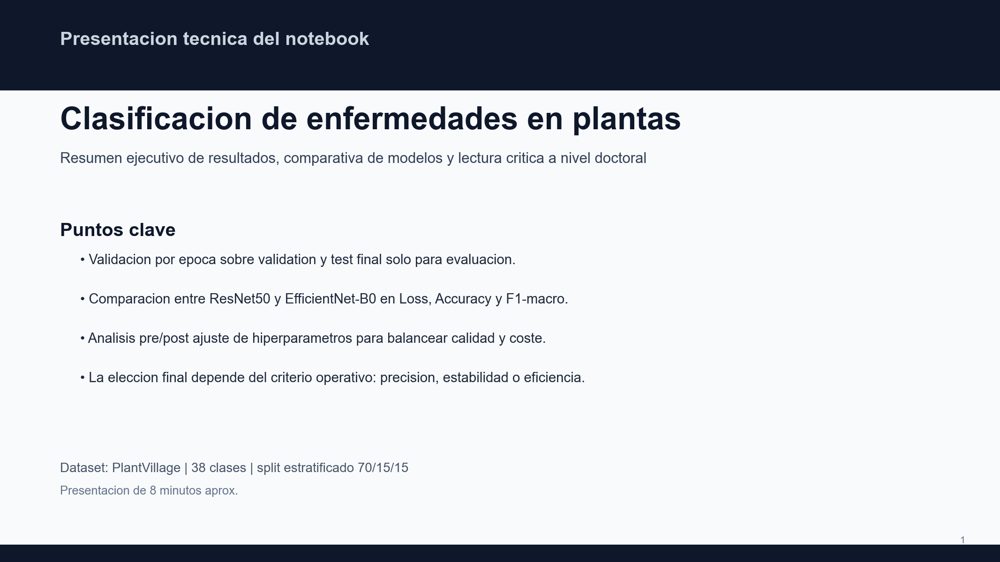 Presentacion tecnica del notebook
Clasificacion de enfermedades en plantas
Resumen ejecutivo de resultados, comparativa de modelos y lectura critica a nivel doctoral
Puntos clave
• Validacion por epoca sobre validation y test final solo para evaluacion.
• Comparacion entre ResNet50 y EfficientNet-B0 en Loss, Accuracy y F1-macro.
• Analisis pre/post ajuste de hiperparametros para balancear calidad y coste.
• La eleccion final depende del criterio operativo: precision, estabilidad o eficiencia.
Dataset: PlantVillage | 38 clases | split estratificado 70/15/15
Presentacion de 8 minutos aprox.
1